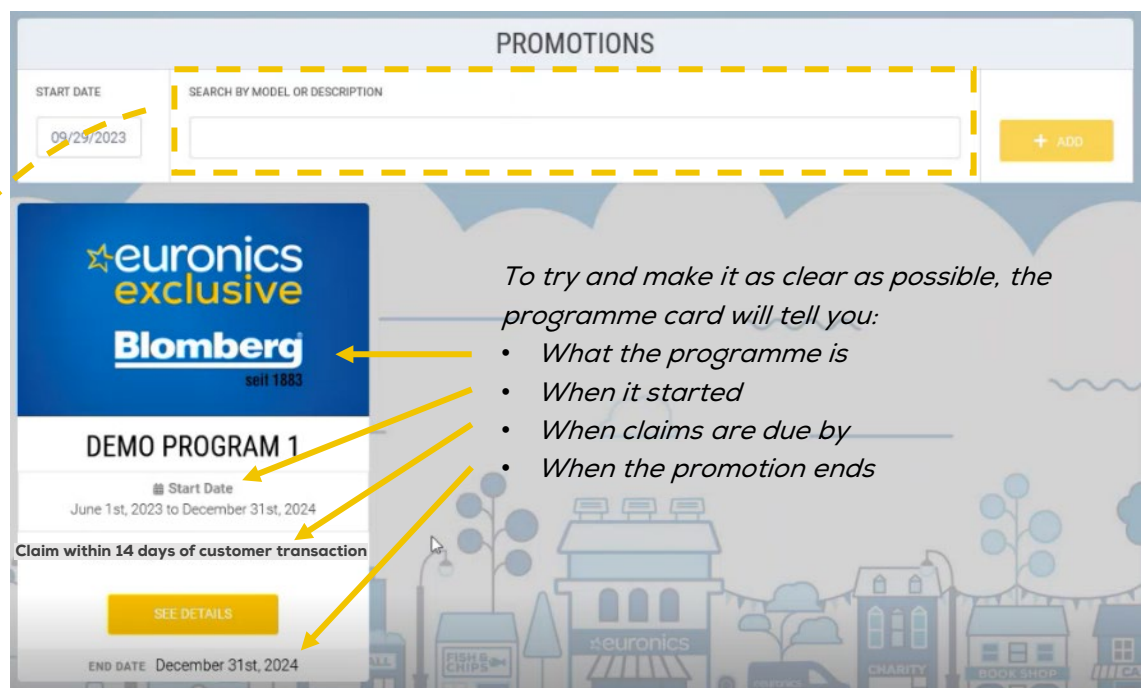 PROMOTIONS
START DATE
SEARCH BY MODEL OR DESCRIPTION
09/29/2023
+ ADD
euronics
exclusive
Blomberg
seit 1883
To try and make it as clear as possible, the
programme card will tell you:
• What the programme is
• When it started
• When claims are due by
• When the promotion ends
DEMO PROGRAM 1
Start Date
June 1st, 2023 to December 31st, 2024
Claim within 14 days of customer transaction
SEE DETAILS
END DATE December 31st, 2024
FISH &
CHIPS
euronics
CHARITY
BOOK SHOP